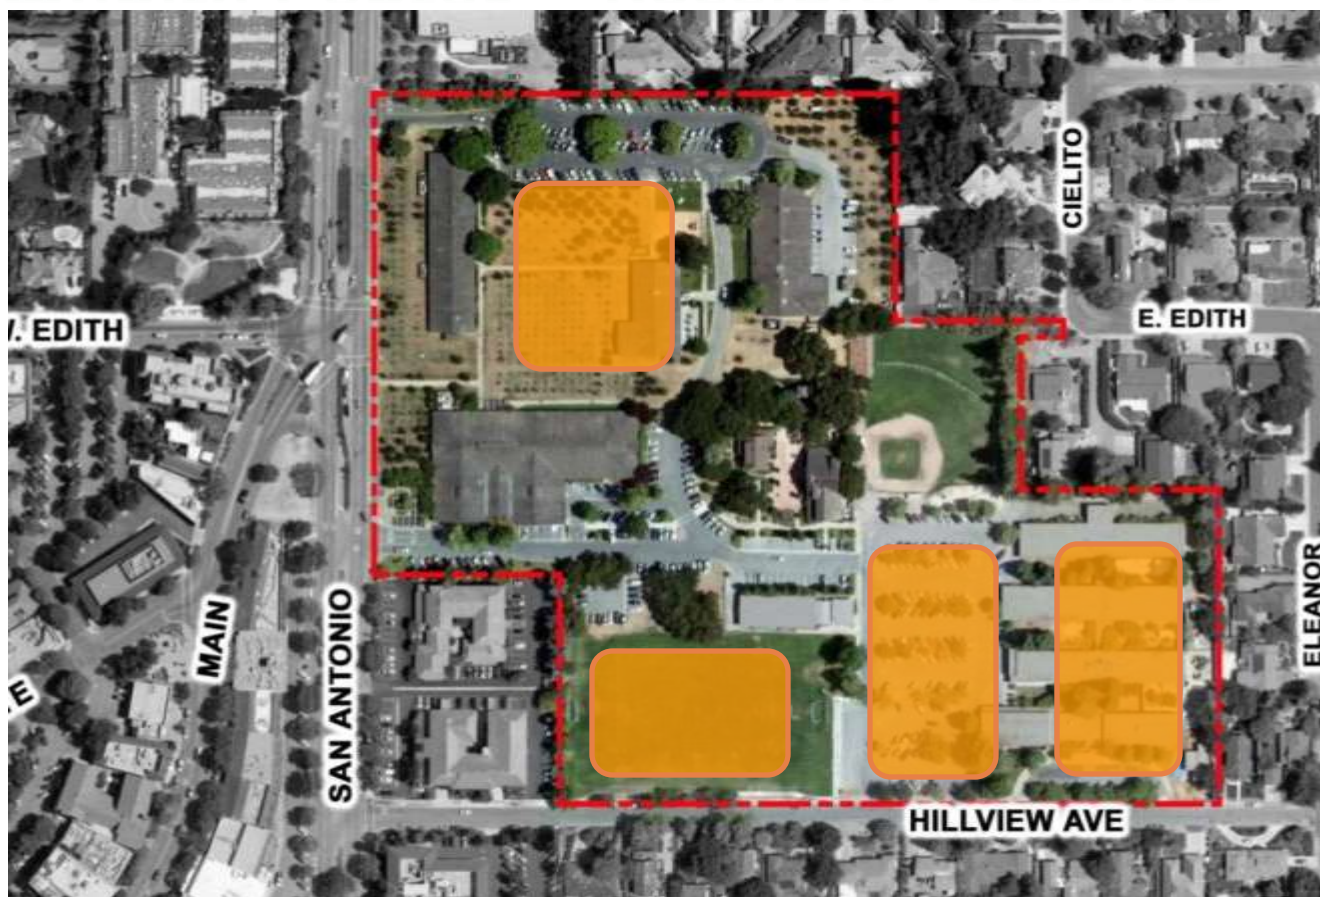 CIELITO
E. EDITH
. EDITH
ELEANOR
MAIN
SAN ANTONIO
E
HILLVIEW AVE